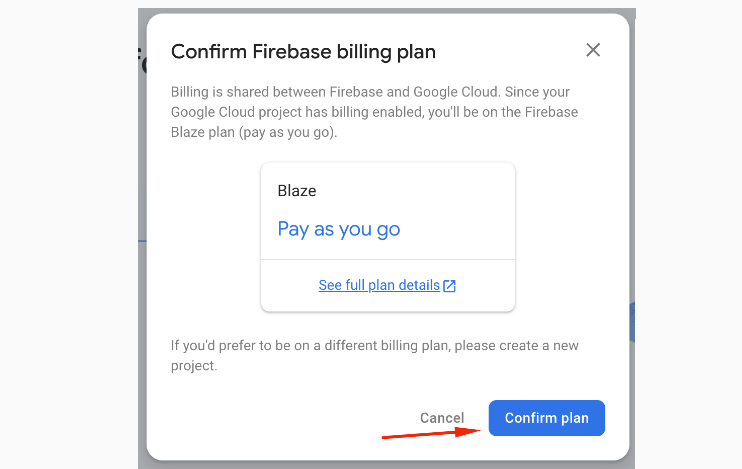 Confirm Firebase billing plan
Billing is shared between Firebase and Google Cloud. Since your
Google Cloud project has billing enabled, you'll be on the Firebase
Blaze plan (pay as you go).
Blaze
Pay as you go
See full plan details
If you'd prefer to be on a different billing plan, please create a new
project.
Cancel
Confirm plan